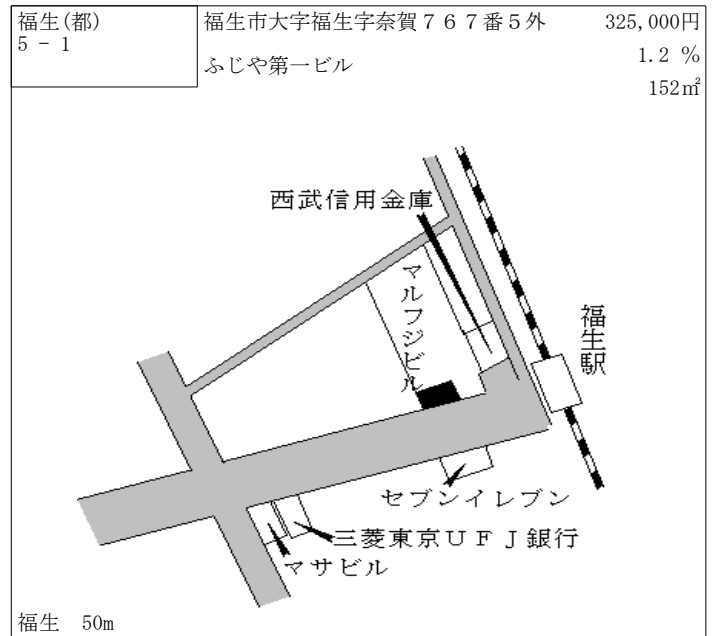 福生(都)
5 − 1
福生市大字福生字奈賀７６７番５外
325,000円
ふじや第一ビル
1.2 %
152㎡
西武信用金庫
マルフジビル
福生駅
セブンイレブン
三菱東京ＵＦＪ銀行
マサビル
福生 50m